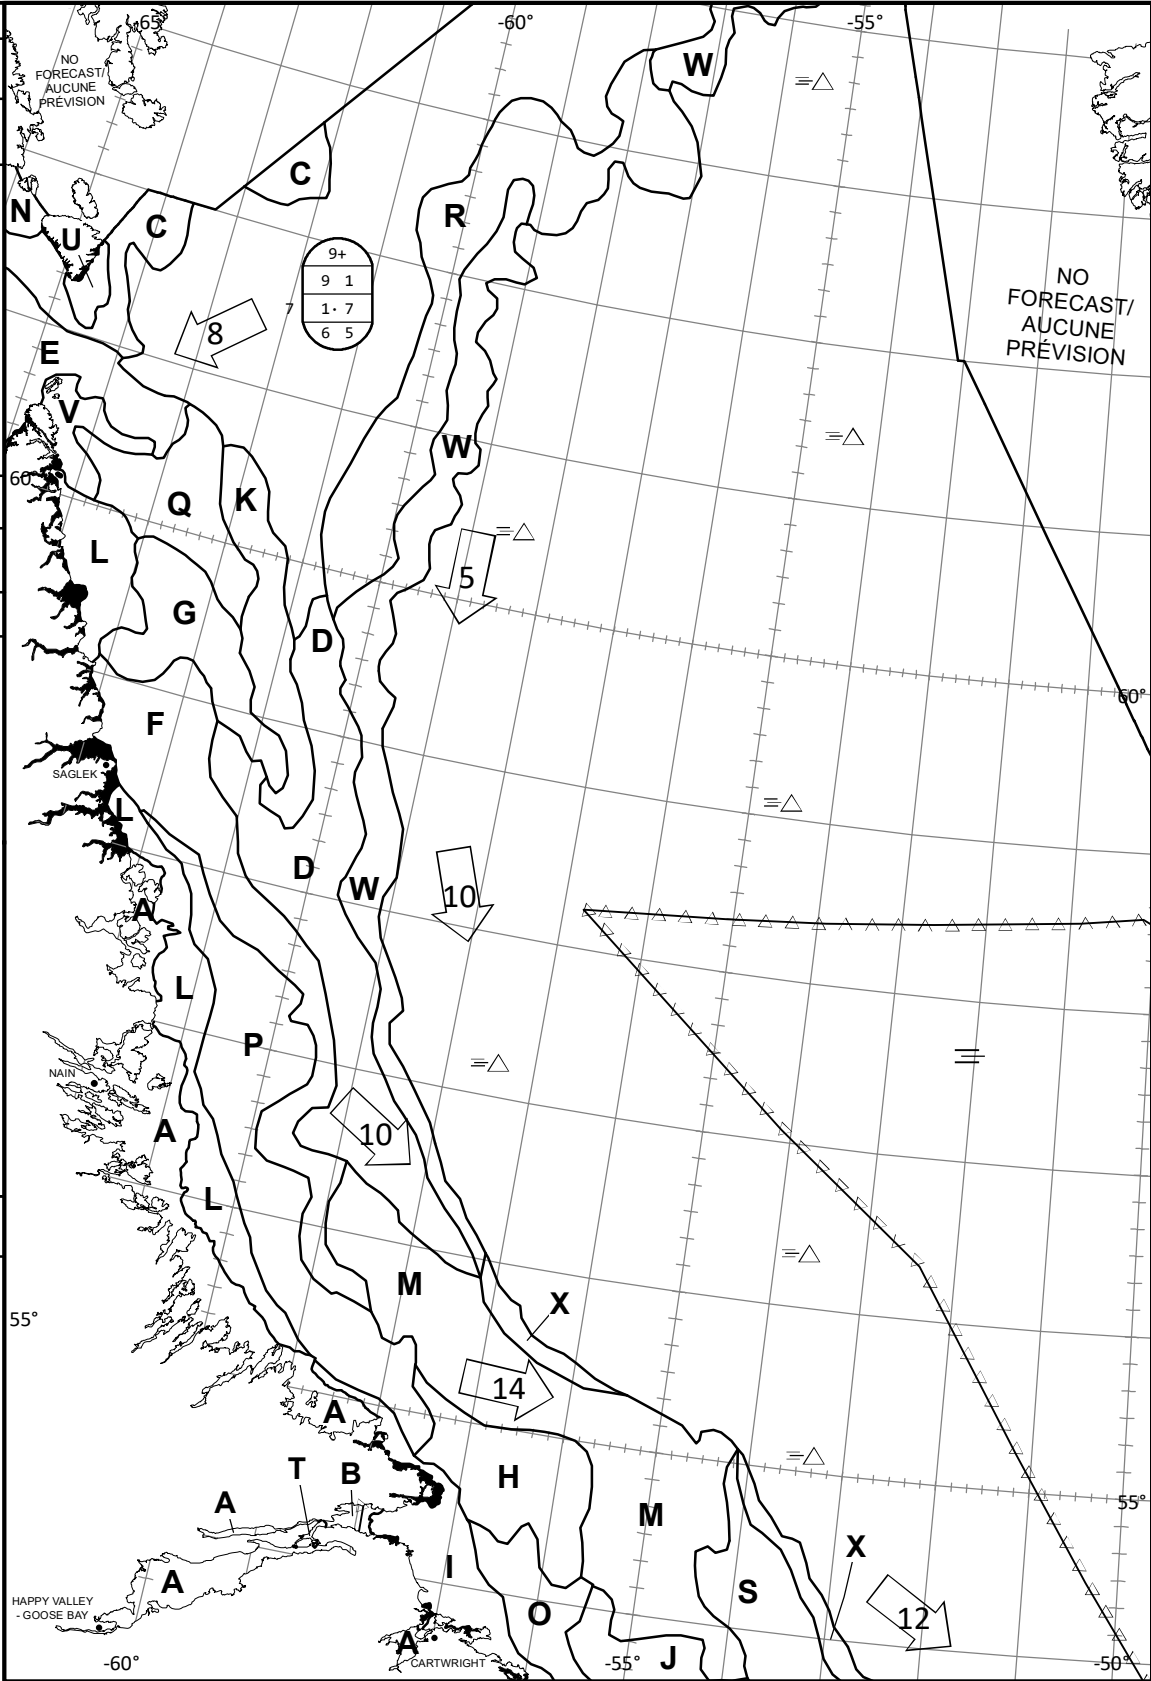 -65°
-60°
-55°
NO
FORECAST/
AUCUNE
PRÉVISION
W
C
N
U
C
R
9+
9 1
7 1· 7
6 5
8
NO
FORECAST/
AUCUNE
PRÉVISION
E
V
W
60°
Q
K
L
5
G
D
60°
F
SAGLEK
L
D
W
10
A
L
P
NAIN
A
10
L
M
X
55°
14
A
T
B
H
A
M
55°
X
I
A
S
HAPPY VALLEY
- GOOSE BAY
O
12
A
J
CARTWRIGHT
-60°
-55°
-50°